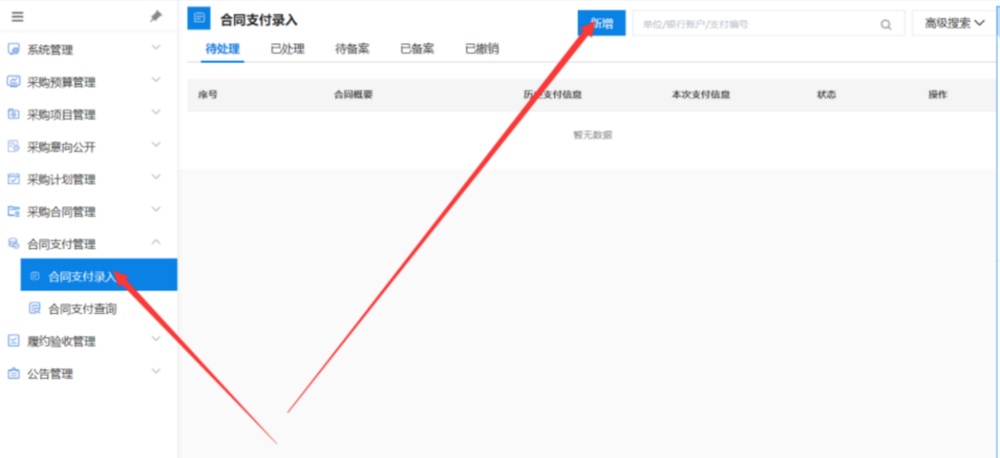 合同支付录入
新增
单位/银行账户/支付编号
高级搜索
系统管理
待处理
已处理
待备案
已备案
已撤销
采购预算管理
序号
合同概要
历史支付信息
本次支付信息
状态
操作
采购项目管理
暂无数据
采购意向公开
采购计划管理
采购合同管理
合同支付管理
合同支付录入
合同支付查询
履约验收管理
公告管理